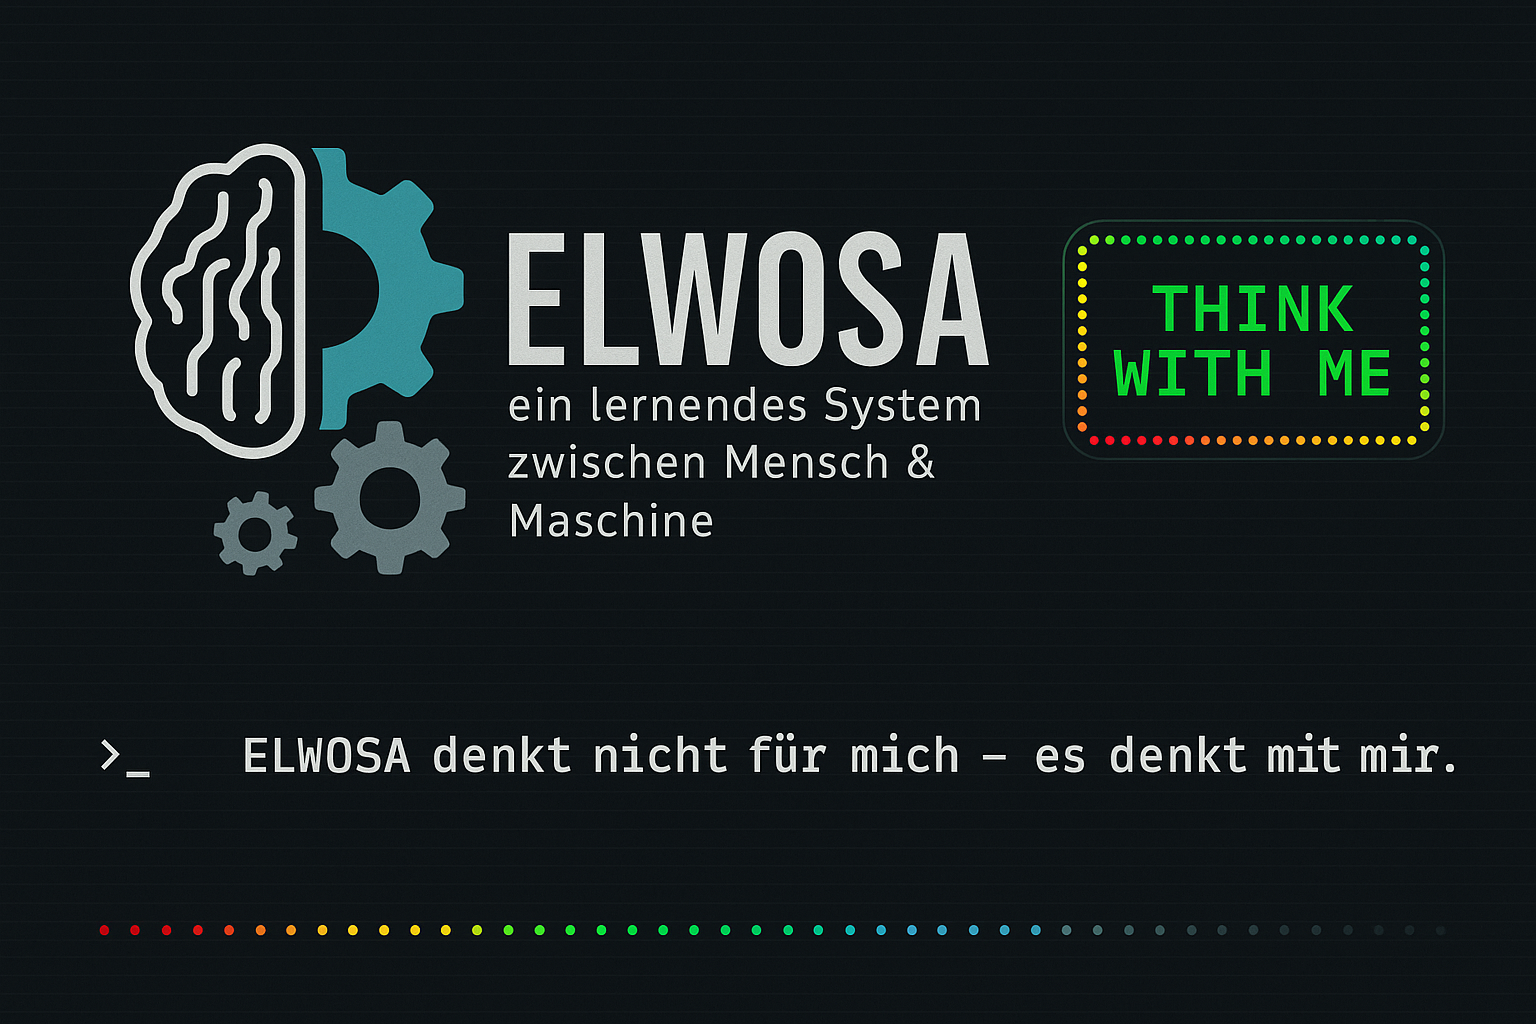 ELWOSA
ein lernendes System
zwischen Mensch &
Maschine
THINK
WITH ME
>_ ELWOSA denkt nicht für mich – es denkt mit mir.